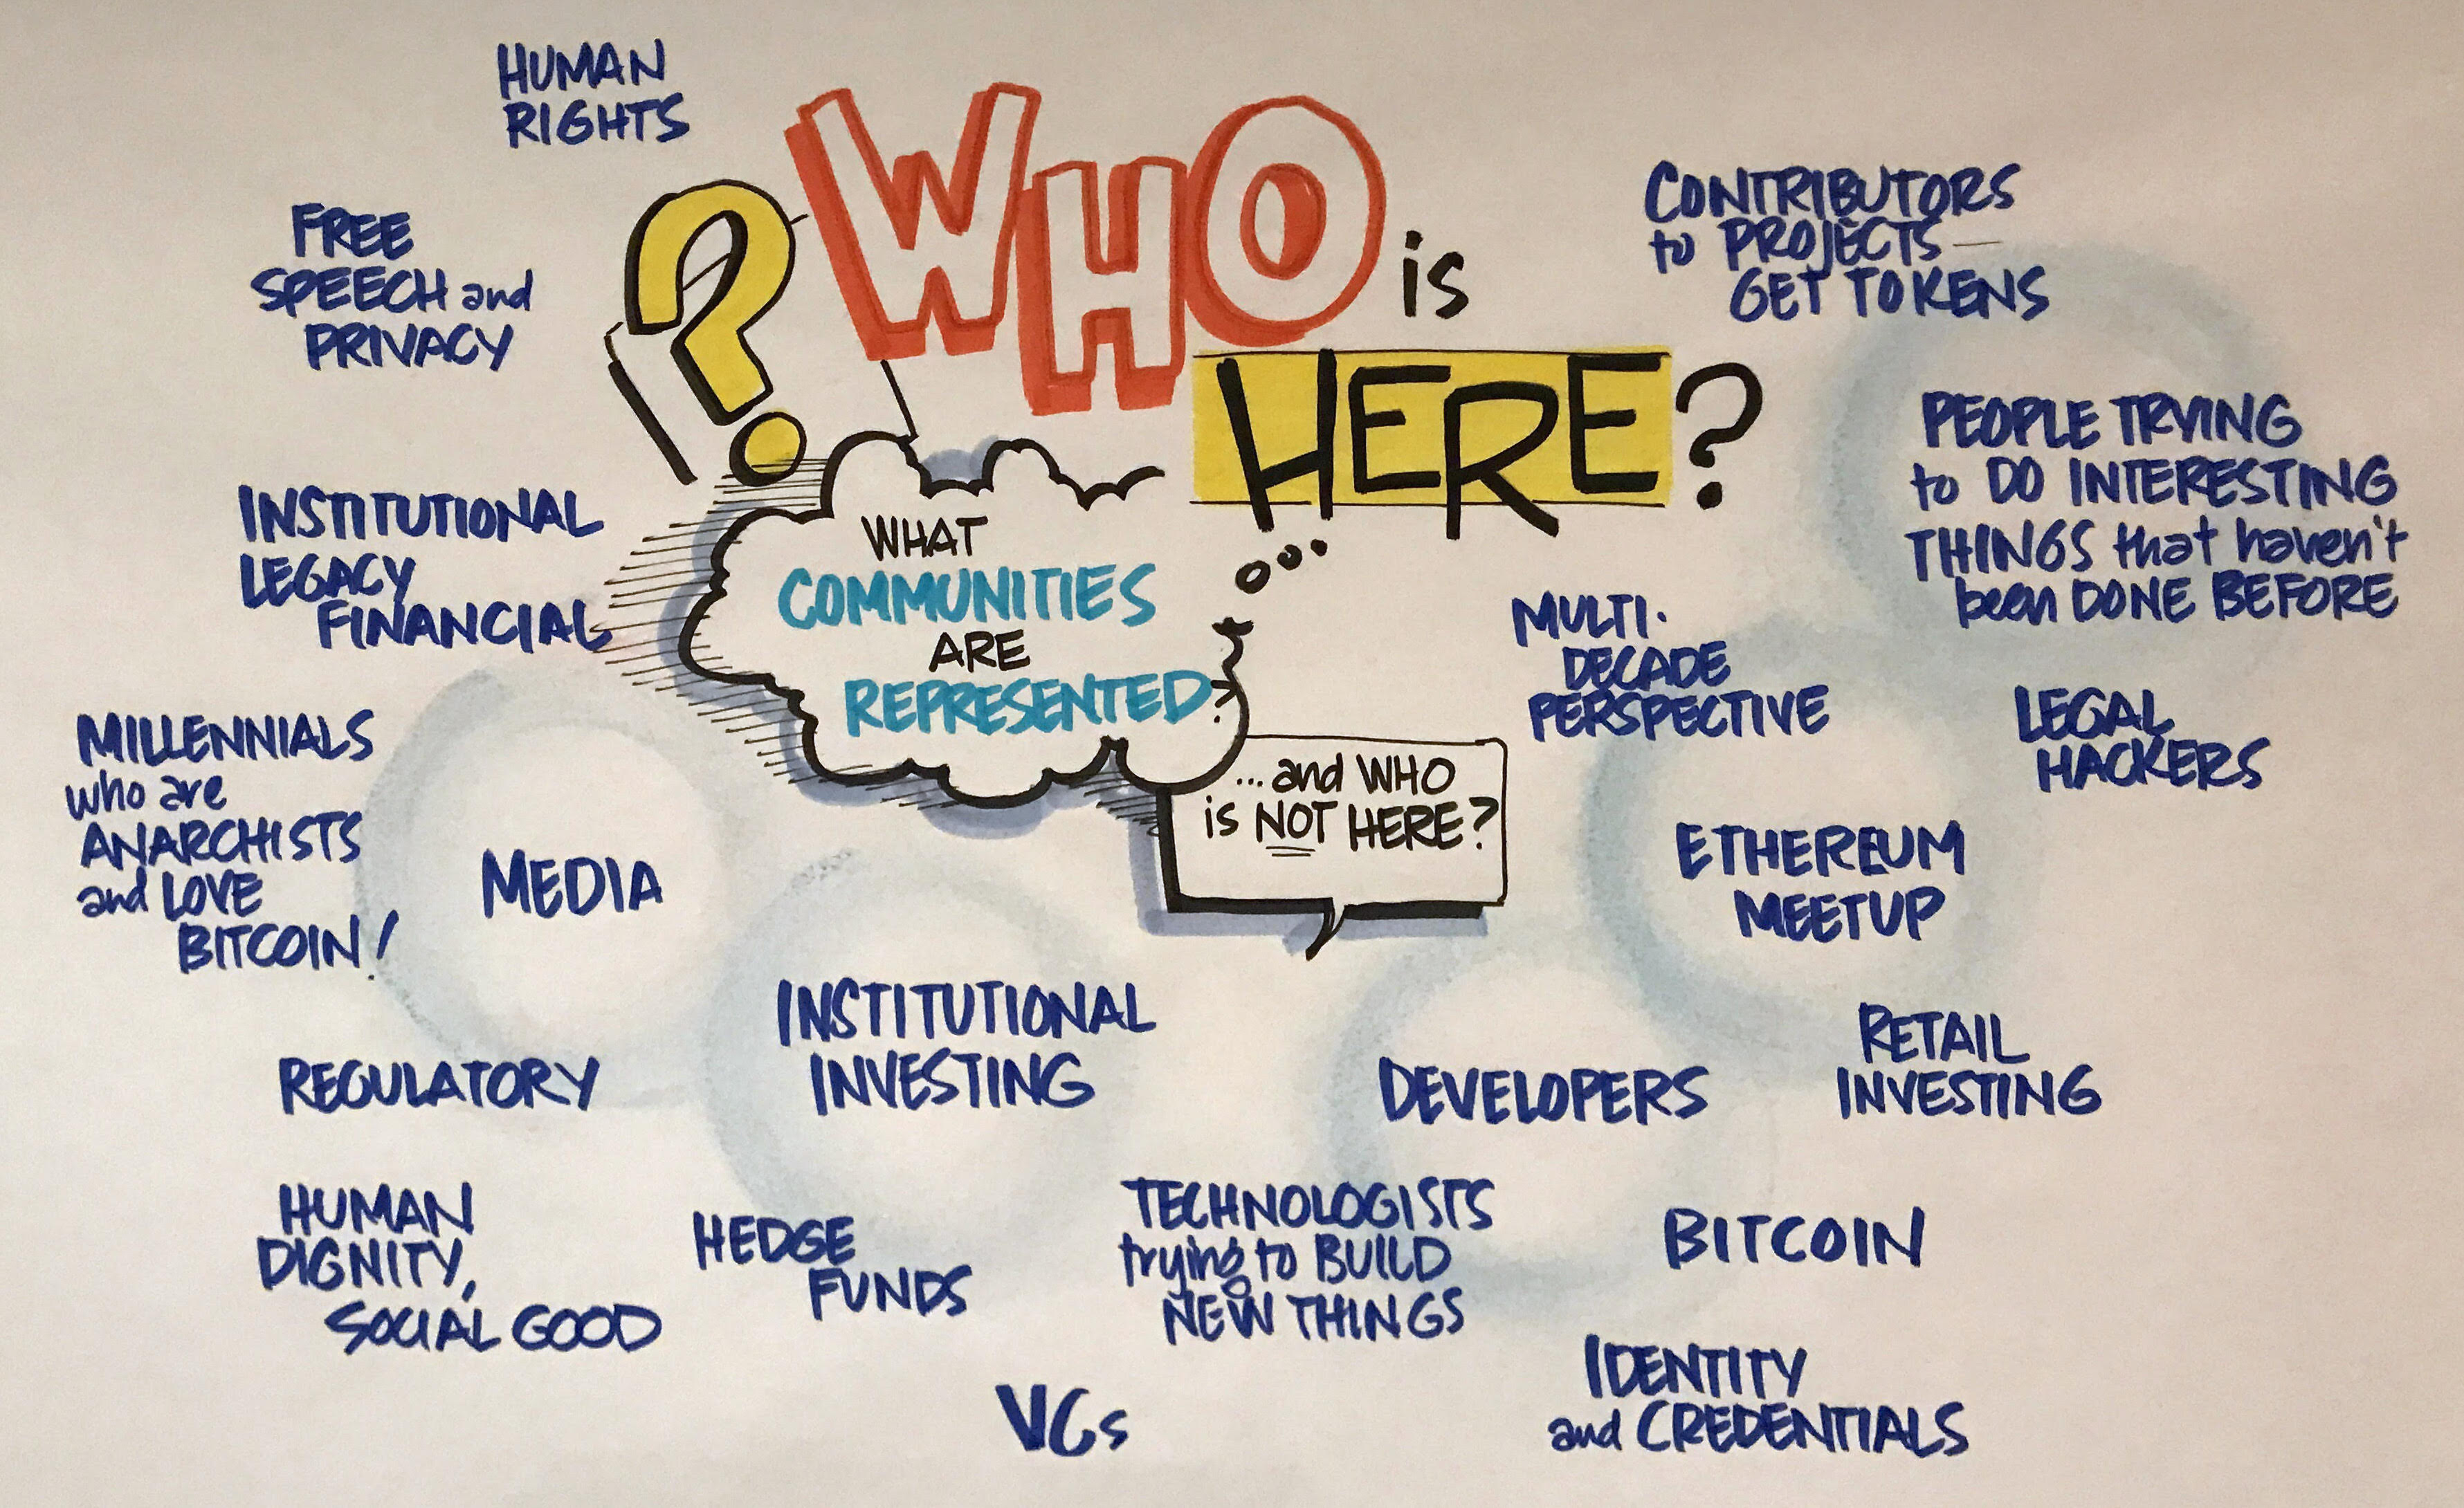 HUMAN
RIGHTS
FREE
SPEECH and
PRIVACY
INSTITUTIONAL
LEGACY
FINANCIAL
MILLENNIALS
who are
ANARCHISTS
and LOVE
BITCOIN!
MEDIA
REGULATORY
HUMAN
DIGNITY,
SOCIAL GOOD
?
WHO
is
HERE?
WHAT
COMMUNITIES
ARE
REPRESENTED?
...and WHO
is NOT HERE?
INSTITUTIONAL
INVESTING
HEDGE
FUNDS
VCs
TECHNOLOGISTS
trying to BUILD
NEW THINGS
DEVELOPERS
CONTRIBUTORS
to PROJECTS—
GET TOKENS
PEOPLE TRYING
to DO INTERESTING
THINGS that haven't
been DONE BEFORE
MULTI-
DECADE
PERSPECTIVE
LEGAL
HACKERS
ETHEREUM
MEETUP
RETAIL
INVESTING
BITCOIN
IDENTITY
and CREDENTIALS